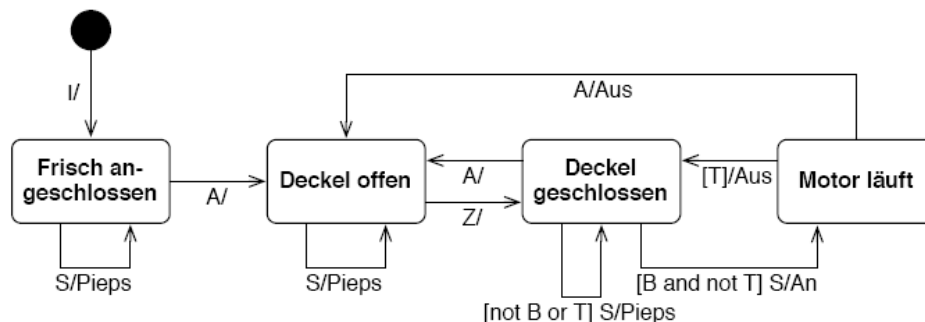 A/Aus
I/
Frisch an-
geschlossen
A/
Deckel offen
A/
Z/
Deckel
geschlossen
[T]/Aus
Motor läuft
S/Pieps
S/Pieps
[B and not T] S/An
[not B or T] S/Pieps